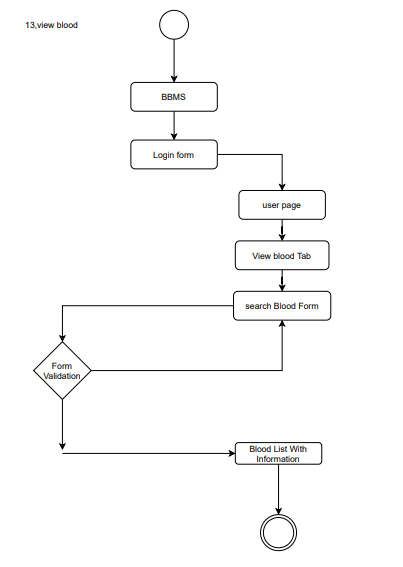 13,view blood
BBMS
Login form
user page
View blood Tab
search Blood Form
Form
Validation
Blood List With
Information